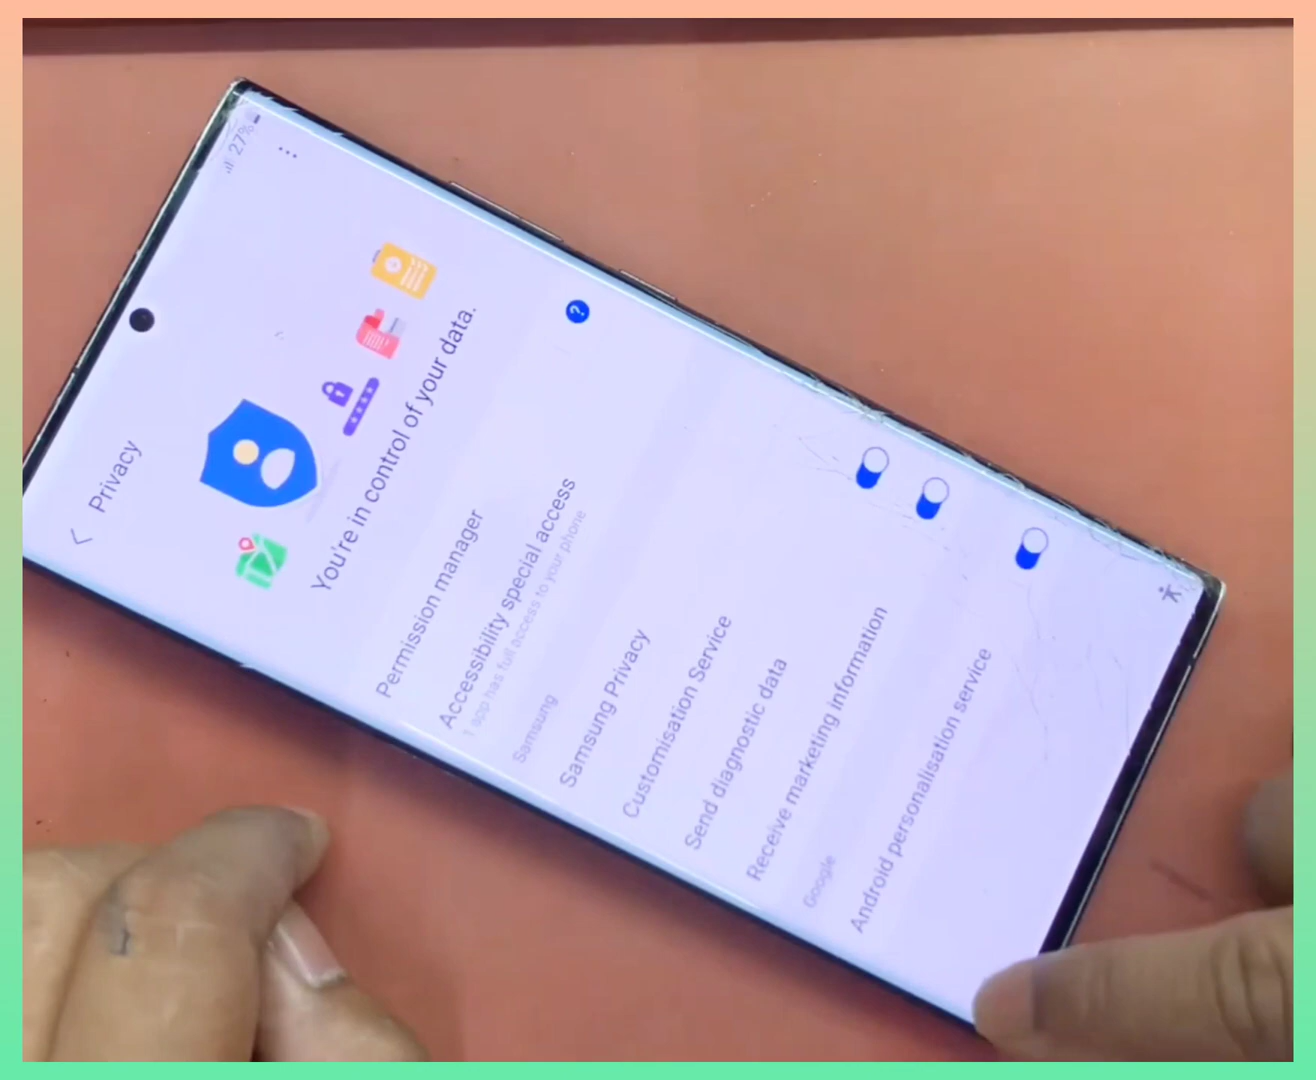 27%
Privacy
You're in control of your data.
Permission manager
Accessibility special access
1 app has full access to your phone
Samsung
Samsung Privacy
Customisation Service
Send diagnostic data
Receive marketing information
Google
Android personalisation service